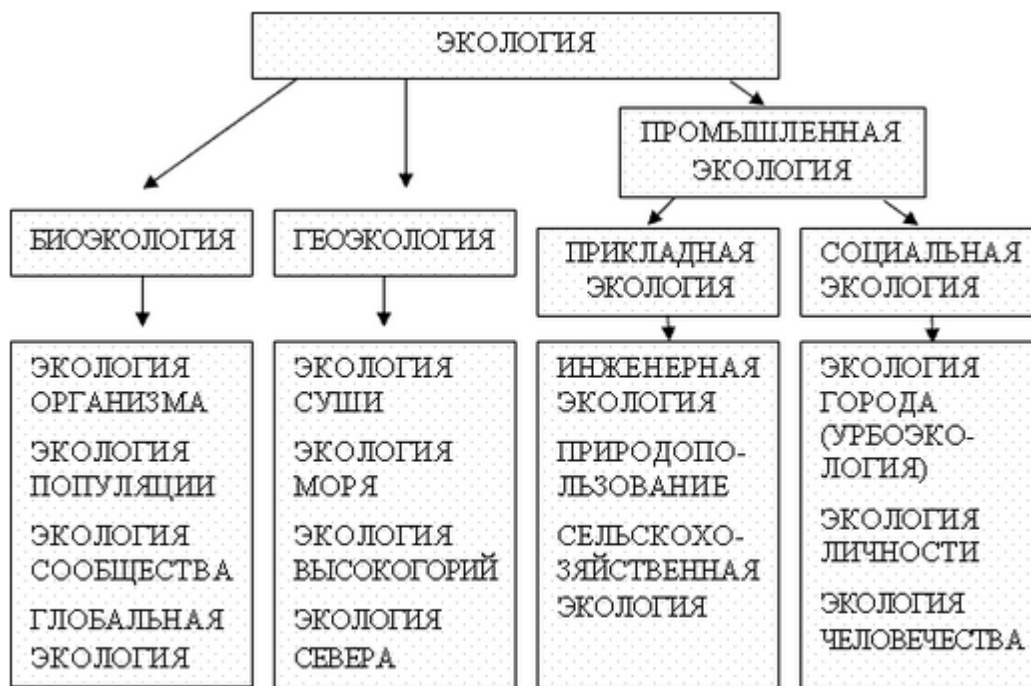 ЭКОЛОГИЯ
ПРОМЫШЛЕННАЯ
ЭКОЛОГИЯ
БИОЭКОЛОГИЯ
ГЕОЭКОЛОГИЯ
ПРИКЛАДНАЯ
ЭКОЛОГИЯ
СОЦИАЛЬНАЯ
ЭКОЛОГИЯ
ЭКОЛОГИЯ
ОРГАНИЗМА
ЭКОЛОГИЯ
ПОПУЛЯЦИИ
ЭКОЛОГИЯ
СООБЩЕСТВА
ГЛОБАЛЬНАЯ
ЭКОЛОГИЯ
ЭКОЛОГИЯ
СУШИ
ЭКОЛОГИЯ
МОРЯ
ЭКОЛОГИЯ
ВЫСОКОГОРИЙ
ЭКОЛОГИЯ
СЕВЕРА
ИНЖЕНЕРНАЯ
ЭКОЛОГИЯ
ПРИРОДОПО-
ЛЬЗОВАНИЕ
СЕЛЬСКОХО-
ЗЯЙСТВЕННАЯ
ЭКОЛОГИЯ
ЭКОЛОГИЯ
ГОРОДА
(УРБОЭКО-
ЛОГИЯ)
ЭКОЛОГИЯ
ЛИЧНОСТИ
ЭКОЛОГИЯ
ЧЕЛОВЕЧЕСТВА